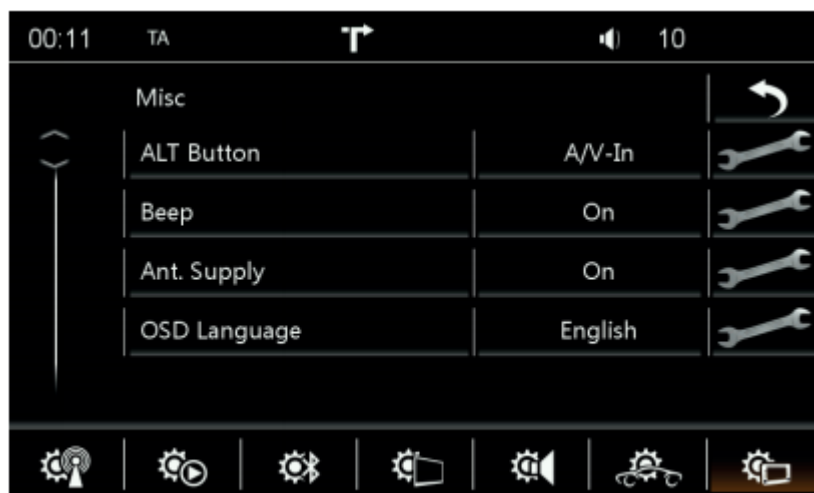 00:11 TA 10
Misc
ALT Button A/V-In
Beep On
Ant. Supply On
OSD Language English